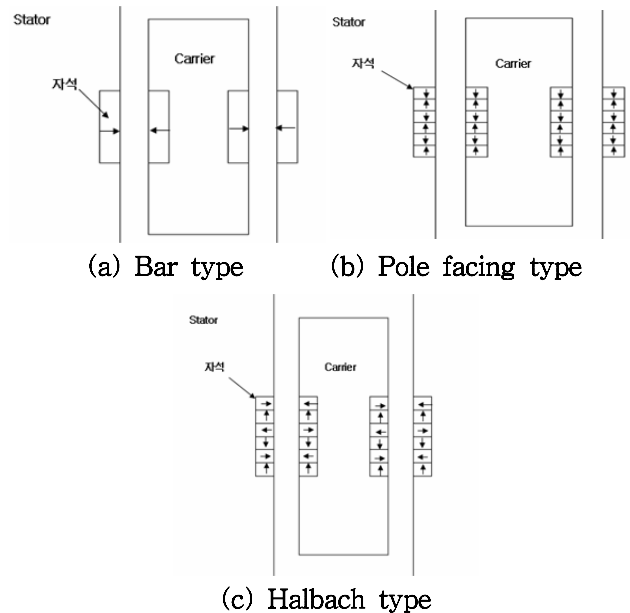 Stator
Carrier
자석
(a) Bar type
Stator
Carrier
자석
(b) Pole facing type
Stator
Carrier
자석
(c) Halbach type